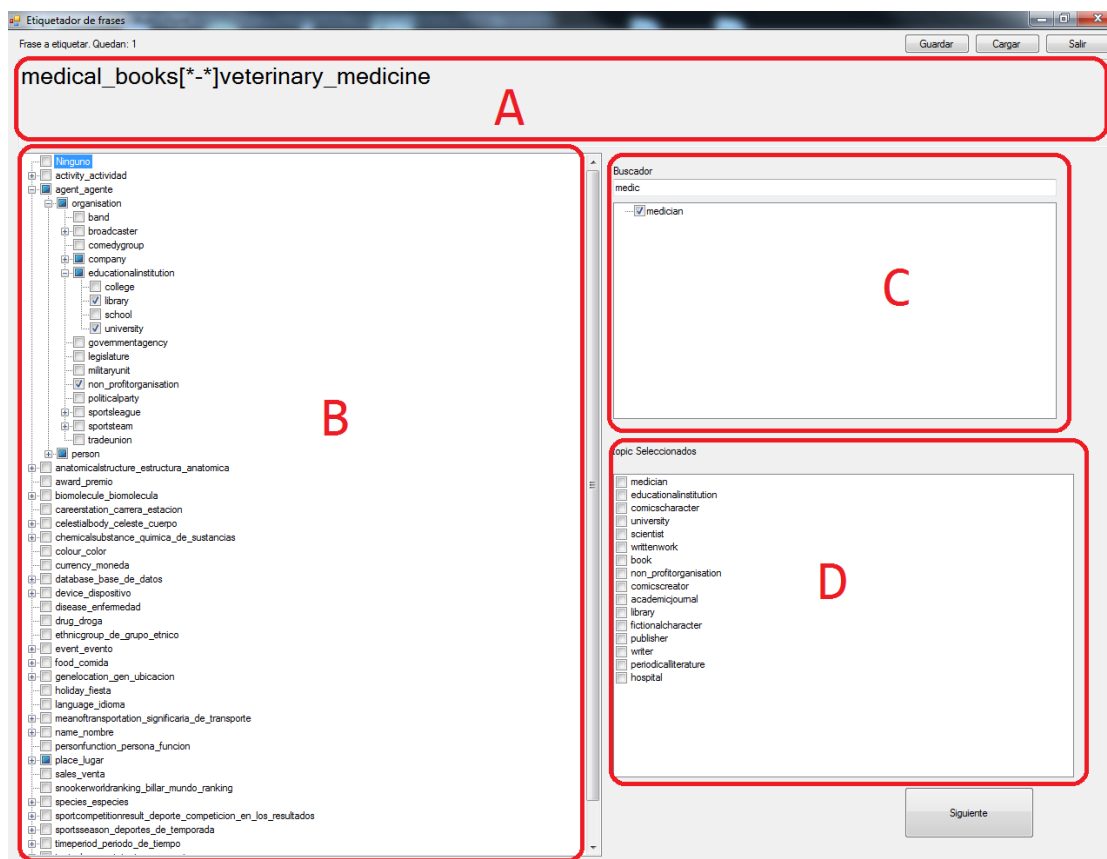 Etiquetador de frases
Frase a etiquetar. Quedan: 1
Guardar
Cargar
Salir
medical_books[*-*]veterinary_medicine
A
Ninguno
activity_actividad
agent_agente
organisation
band
broadcaster
comedygroup
company
educationalinstitution
college
library
school
university
governmentagency
legislature
militaryunit
non_profitorganisation
politicalparty
sportsleague
sportsteam
tradeunion
person
anatomicalstructure_estructura_anatomica
award_premio
biomolecule_biomolecula
careerstation_carrera_estacion
celestialbody_celeste_cuerpo
chemicalsubstance_quimica_de_sustancias
colour_color
currency_moneda
database_base_de_datos
device_dispositivo
disease_enfermedad
drug_droga
ethnicgroup_de_grupo_etnico
event_evento
food_comida
genelocation_gen_ubicacion
holiday_fiesta
language_idioma
meanoftransportation_significaria_de_transporte
name_nombre
personfunction_persona_funcion
place_lugar
sales_venta
snookerworldranking_billar_mundo_ranking
species_especies
sportcompetitionresult_deporte_competicion_en_los_resultados
sportsseason_deportes_de_temporada
timeperiod_periodo_de_tiempo
B
Buscador
medic
medician
C
Topic Seleccionados
medician
educationalinstitution
comicscharacter
university
scientist
writtenwork
book
non_profitorganisation
comicscreator
academicjournal
library
fictionalcharacter
publisher
writer
periodicalliterature
hospital
D
Siguiente